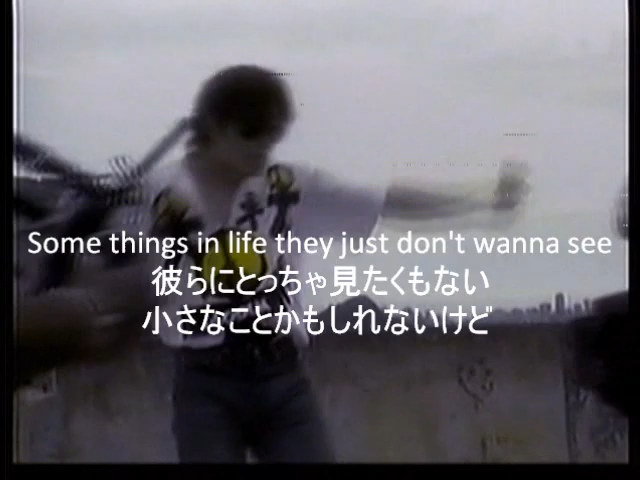 Some things in life they just don't wanna see
彼らにとっちゃ見たくもない
小さなことかもしれないけど